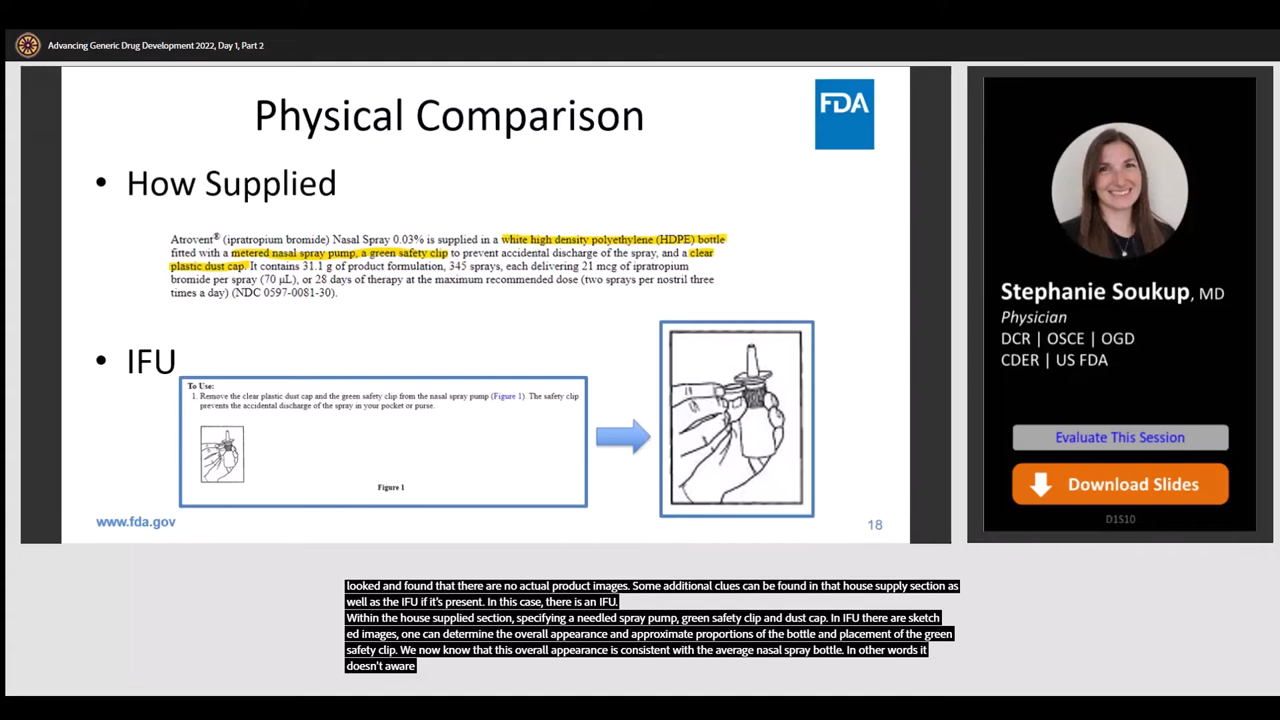 Advancing Generic Drug Development 2022, Day 1, Part 2
Physical Comparison
FDA
• How Supplied
Atrovent® (ipratropium bromide) Nasal Spray 0.03% is supplied in a white high density polyethylene (HDPE) bottle
fitted with a metered nasal spray pump, a green safety clip to prevent accidental discharge of the spray, and a clear
plastic dust cap. It contains 31.1 g of product formulation, 345 sprays, each delivering 21 mcg of ipratropium
bromide per spray (70 µL), or 28 days of therapy at the maximum recommended dose (two sprays per nostril three
times a day) (NDC 0597-0081-30).
• IFU
To Use:
1. Remove the clear plastic dust cap and the green safety clip from the nasal spray pump (Figure 1). The safety clip
prevents the accidental discharge of the spray in your pocket or purse.
Figure 1
www.fda.gov
18
Stephanie Soukup, MD
Physician
DCR | OSCE | OGD
CDER | US FDA
Evaluate This Session
Download Slides
D1S10
looked and found that there are no actual product images. Some additional clues can be found in that house supply section as
well as the IFU if it's present. In this case, there is an IFU.
Within the house supplied section, specifying a needled spray pump, green safety clip and dust cap. In IFU there are sketch
ed images, one can determine the overall appearance and approximate proportions of the bottle and placement of the green
safety clip. We now know that this overall appearance is consistent with the average nasal spray bottle. In other words it
doesn't aware